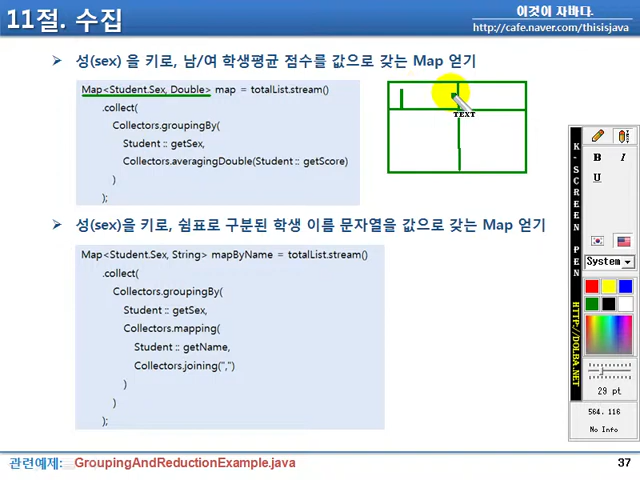 11절. 수집
이것이 자바다.
http://cafe.naver.com/thisisjava
➢ 성(sex) 을 키로, 남/여 학생평균 점수를 값으로 갖는 Map 얻기
Map<Student.Sex, Double> map = totalList.stream()
.collect(
Collectors.groupingBy(
Student :: getSex,
Collectors.averagingDouble(Student :: getScore)
)
);
TEXT
➢ 성(sex)을 키로, 쉼표로 구분된 학생 이름 문자열을 값으로 갖는 Map 얻기
Map<Student.Sex, String> mapByName = totalList.stream()
.collect(
Collectors.groupingBy(
Student :: getSex,
Collectors.mapping(
Student :: getName,
Collectors.joining(",")
)
)
);
K-SCREEN PEN
HTTP://DOLBA.NET
B I
U
System
29 pt
564. 116
No Info
관련예제: GroupingAndReductionExample.java
37